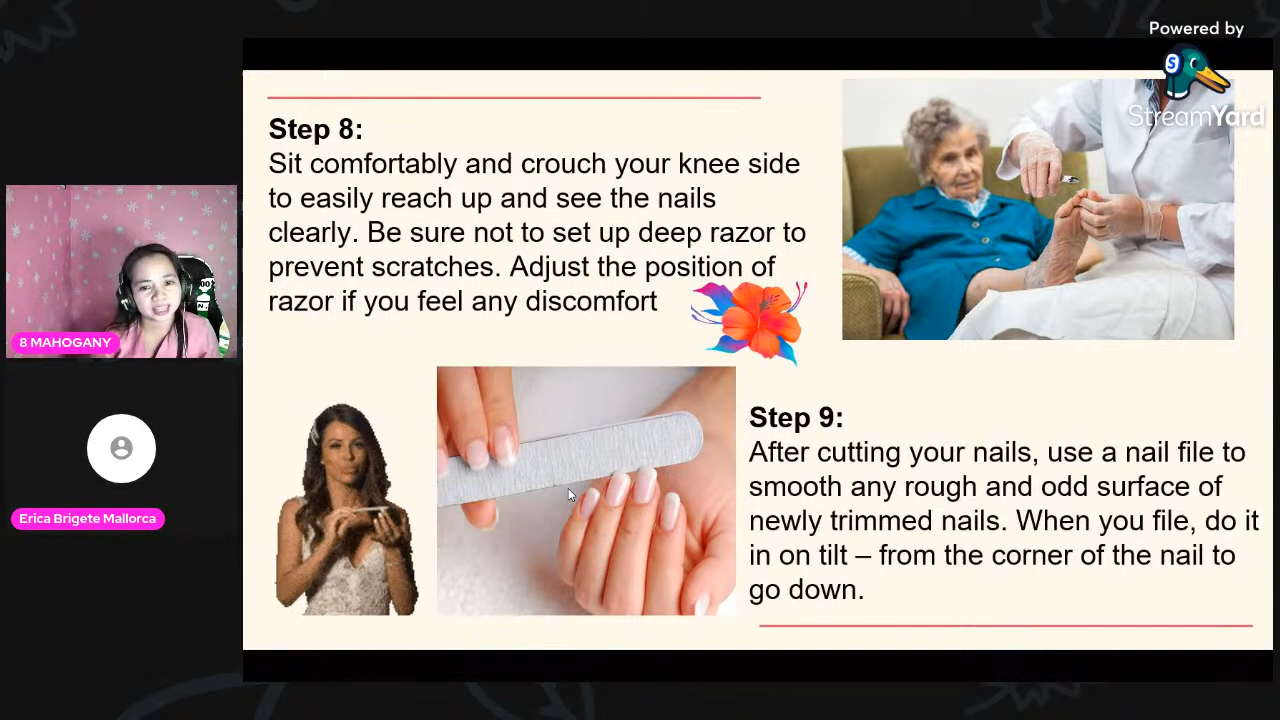 Powered by
StreamYard
Step 8:
Sit comfortably and crouch your knee side
to easily reach up and see the nails
clearly. Be sure not to set up deep razor to
prevent scratches. Adjust the position of
razor if you feel any discomfort
8 MAHOGANY
Erica Brigete Mallorca
Step 9:
After cutting your nails, use a nail file to
smooth any rough and odd surface of
newly trimmed nails. When you file, do it
in on tilt – from the corner of the nail to
go down.